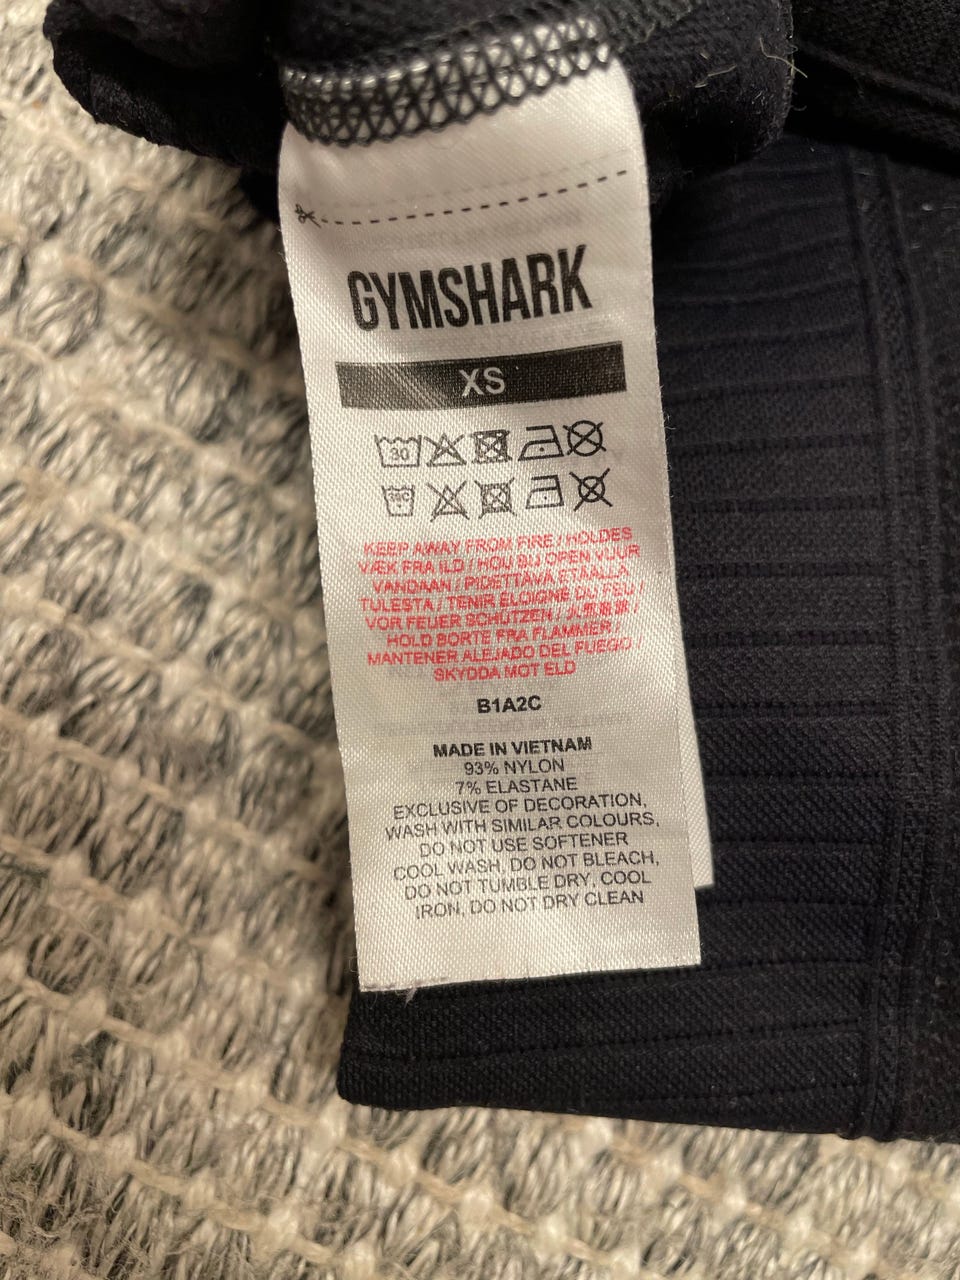 GYMSHARK
XS
30
30C
KEEP AWAY FROM FIRE / HOLDES
VÆK FRA ILD / HOU BIJ OPEN VUUR
VANDAAN / PIDETTÄVÄ ETÄÄLLÄ
TULESTA / TENIR ÉLOIGNÉ DU FEU /
VOR FEUER SCHÜTZEN /
HOLD BORTE FRA FLAMMER /
MANTENER ALEJADO DEL FUEGO /
SKYDDA MOT ELD
B1A2C
MADE IN VIETNAM
93% NYLON
7% ELASTANE
EXCLUSIVE OF DECORATION,
WASH WITH SIMILAR COLOURS,
DO NOT USE SOFTENER
COOL WASH, DO NOT BLEACH,
DO NOT TUMBLE DRY, COOL
IRON, DO NOT DRY CLEAN